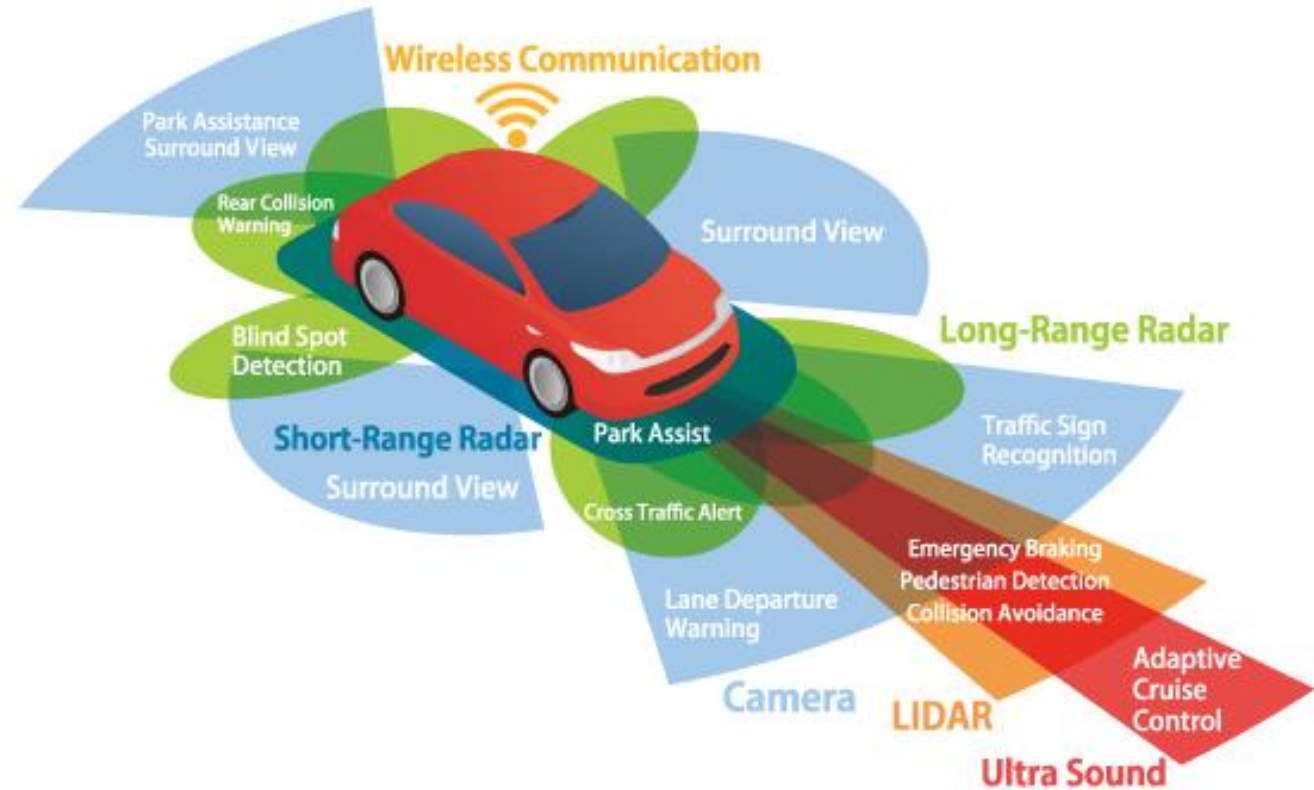 Wireless Communication
Park Assistance
Surround View
Rear Collision
Warning
Surround View
Long-Range Radar
Blind Spot
Detection
Short-Range Radar
Park Assist
Traffic Sign
Recognition
Surround View
Cross Traffic Alert
Emergency Braking
Pedestrian Detection
Collision Avoidance
Lane Departure
Warning
Adaptive
Cruise
Control
Camera
LIDAR
Ultra Sound